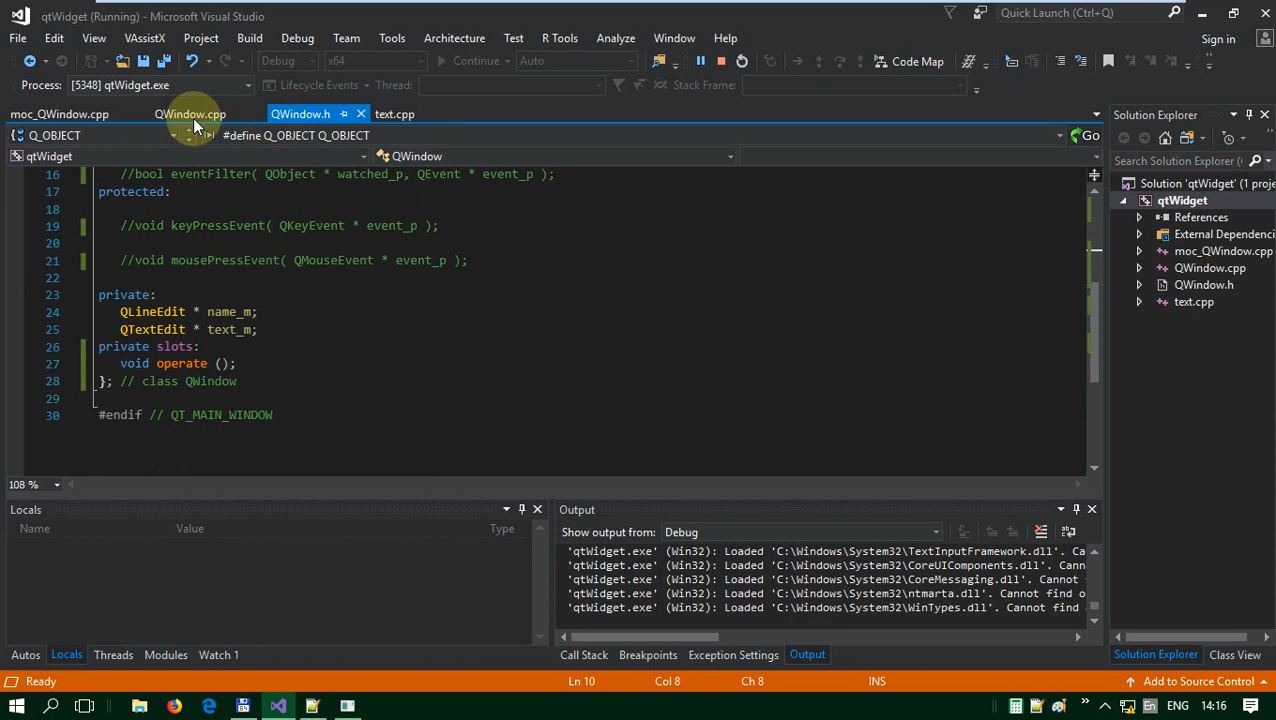 qtWidget (Running) - Microsoft Visual Studio
Quick Launch (Ctrl+Q)
File Edit View VAssistX Project Build Debug Team Tools Architecture Test R Tools Analyze Window Help Sign in
Debug x64 Continue Auto Code Map
Process: [5348] qtWidget.exe Lifecycle Events Thread: Stack Frame:
moc_QWindow.cpp QWindow.cpp QWindow.h text.cpp
Q_OBJECT #define Q_OBJECT Q_OBJECT Go
qtWidget QWindow
16 //bool eventFilter( QObject * watched_p, QEvent * event_p );
17 protected:
18
19 //void keyPressEvent( QKeyEvent * event_p );
20
21 //void mousePressEvent( QMouseEvent * event_p );
22
23 private:
24 QLineEdit * name_m;
25 QTextEdit * text_m;
26 private slots:
27 void operate ();
28 }; // class QWindow
29
30 #endif // QT_MAIN_WINDOW
108 %
Solution Explorer
Search Solution Explorer
Solution 'qtWidget' (1 proje
qtWidget
References
External Dependenci
moc_QWindow.cpp
QWindow.cpp
QWindow.h
text.cpp
Locals
Name Value Type
Output
Show output from: Debug
'qtWidget.exe' (Win32): Loaded 'C:\Windows\System32\TextInputFramework.dll'. Ca
'qtWidget.exe' (Win32): Loaded 'C:\Windows\System32\CoreUIComponents.dll'. Canno
'qtWidget.exe' (Win32): Loaded 'C:\Windows\System32\CoreMessaging.dll'. Cannot
'qtWidget.exe' (Win32): Loaded 'C:\Windows\System32\ntmarta.dll'. Cannot find o
'qtWidget.exe' (Win32): Loaded 'C:\Windows\System32\WinTypes.dll'. Cannot find
Autos Locals Threads Modules Watch 1
Call Stack Breakpoints Exception Settings Output
Solution Explorer Class View
Ready Ln 10 Col 8 Ch 8 INS Add to Source Control
64 En ENG 14:16